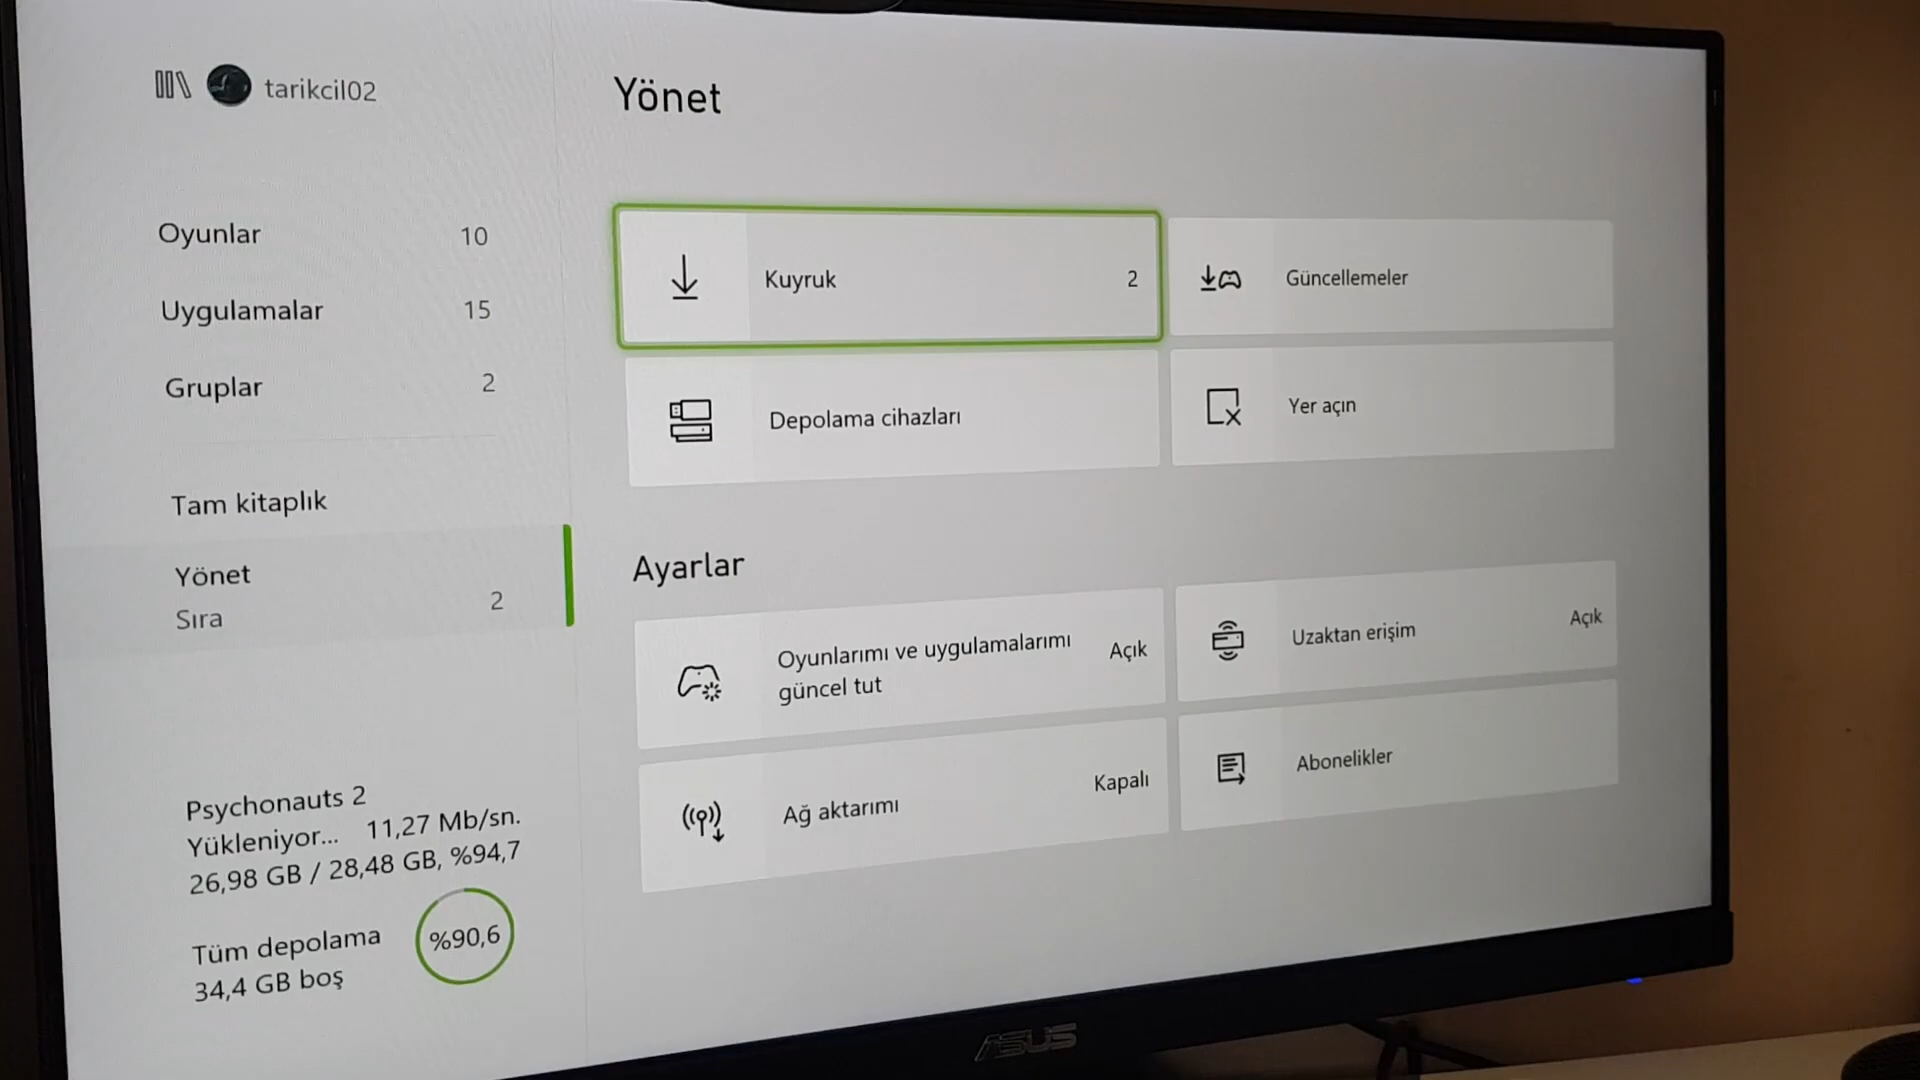 tarikcil02
Oyunlar 10
Uygulamalar 15
Gruplar 2
Tam kitaplık
Yönet
Sıra 2
Psychonauts 2
Yükleniyor... 11,27 Mb/sn.
26,98 GB / 28,48 GB, %94,7
Tüm depolama
34,4 GB boş
%90,6
Yönet
Kuyruk 2
Güncellemeler
Depolama cihazları
Yer açın
Ayarlar
Oyunlarımı ve uygulamalarımı
güncel tut
Açık
Uzaktan erişim Açık
Ağ aktarımı Kapalı
Abonelikler
ASUS